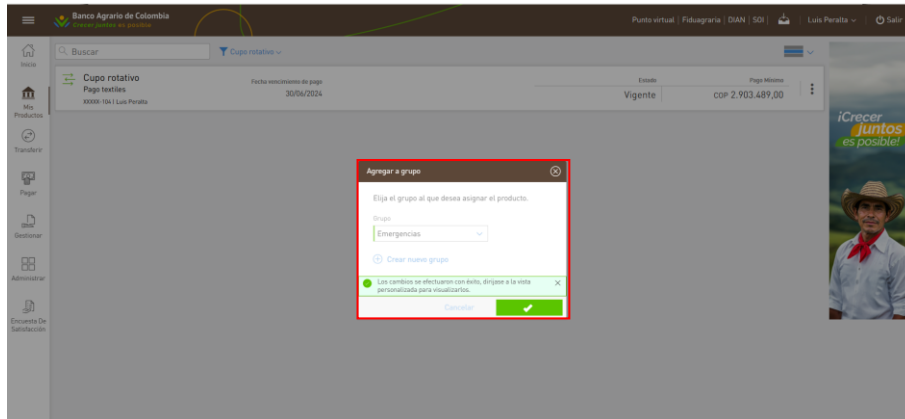 Banco Agrario de Colombia
Crecer juntos es posible
Punto virtual | Fiduagraria | DIAN | SOI |
Luis Peralta
Salir
Inicio
Mis
Productos
Transferir
Pagar
Gestionar
Administrar
Encuesta De
Satisfacción
Buscar
Cupo rotativo
Cupo rotativo
Pago textiles
XXXXX-104 | Luis Peralta
Fecha vencimiento de pago
30/06/2024
Estado
Vigente
Pago Mínimo
COP 2.903.489,00
Agregar a grupo
Elija el grupo al que desea asignar el producto.
Grupo
Emergencias
Crear nuevo grupo
Los cambios se efectuaron con éxito, diríjase a la vista
personalizada para visualizarlos.
Cancelar
¡Crecer
juntos
es posible!